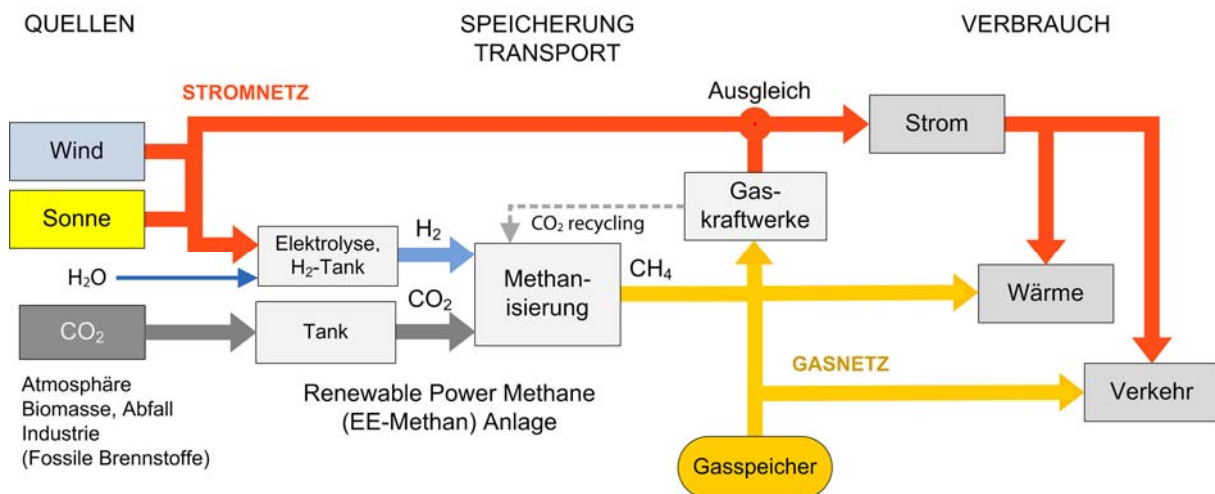 QUELLEN
SPEICHERUNG
TRANSPORT
VERBRAUCH
STROMNETZ
Ausgleich
Wind
Strom
Sonne
Gas-
kraftwerke
CO₂ recycling
Elektrolyse,
H₂-Tank
H₂
H₂O
Methan-
isierung
CH₄
Wärme
CO₂
CO₂
Tank
GASNETZ
Atmosphäre
Biomasse, Abfall
Industrie
(Fossile Brennstoffe)
Renewable Power Methane
(EE-Methan) Anlage
Verkehr
Gasspeicher